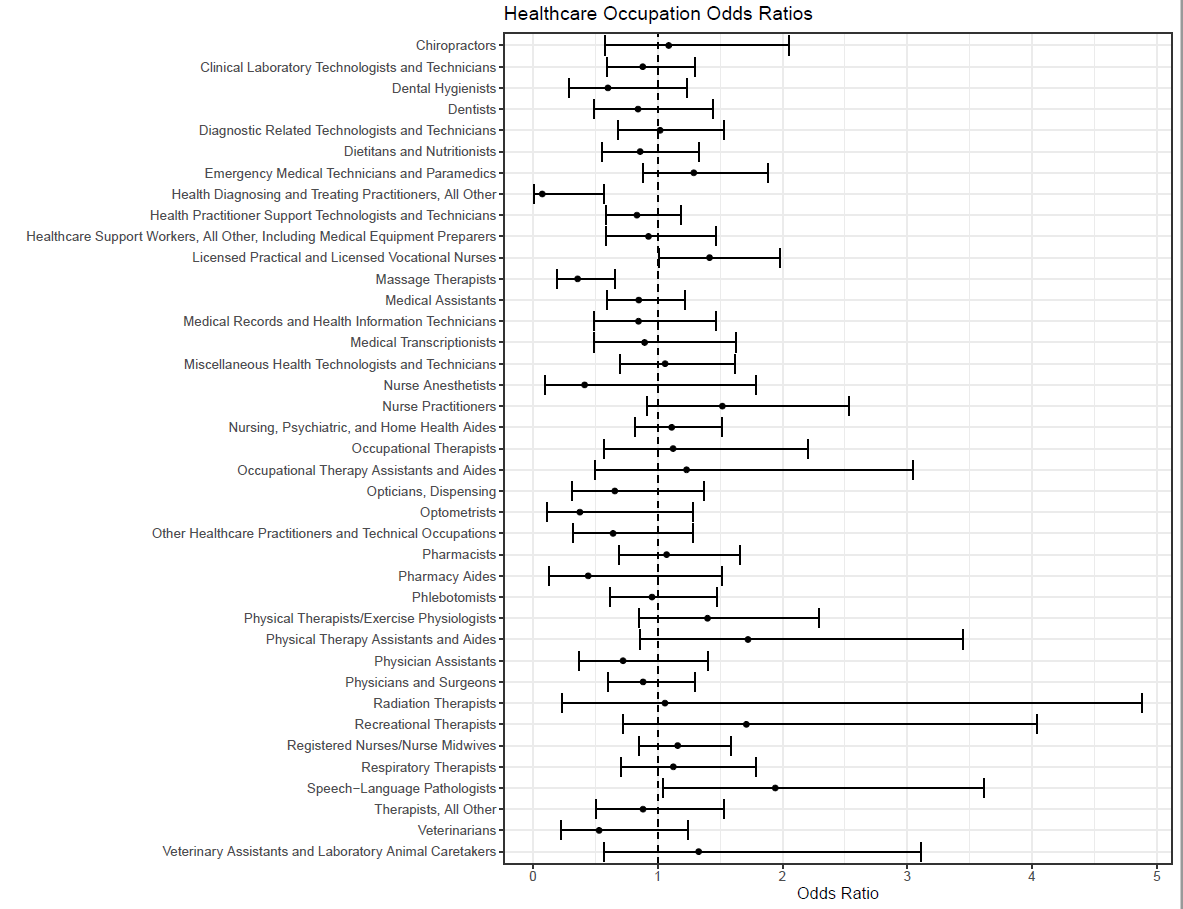 Healthcare Occupation Odds Ratios
Chiropractors
Clinical Laboratory Technologists and Technicians
Dental Hygienists
Dentists
Diagnostic Related Technologists and Technicians
Dietitans and Nutritionists
Emergency Medical Technicians and Paramedics
Health Diagnosing and Treating Practitioners, All Other
Health Practitioner Support Technologists and Technicians
Healthcare Support Workers, All Other, Including Medical Equipment Preparers
Licensed Practical and Licensed Vocational Nurses
Massage Therapists
Medical Assistants
Medical Records and Health Information Technicians
Medical Transcriptionists
Miscellaneous Health Technologists and Technicians
Nurse Anesthetists
Nurse Practitioners
Nursing, Psychiatric, and Home Health Aides
Occupational Therapists
Occupational Therapy Assistants and Aides
Opticians, Dispensing
Optometrists
Other Healthcare Practitioners and Technical Occupations
Pharmacists
Pharmacy Aides
Phlebotomists
Physical Therapists/Exercise Physiologists
Physical Therapy Assistants and Aides
Physician Assistants
Physicians and Surgeons
Radiation Therapists
Recreational Therapists
Registered Nurses/Nurse Midwives
Respiratory Therapists
Speech−Language Pathologists
Therapists, All Other
Veterinarians
Veterinary Assistants and Laboratory Animal Caretakers
0 1 2 3 4 5
Odds Ratio